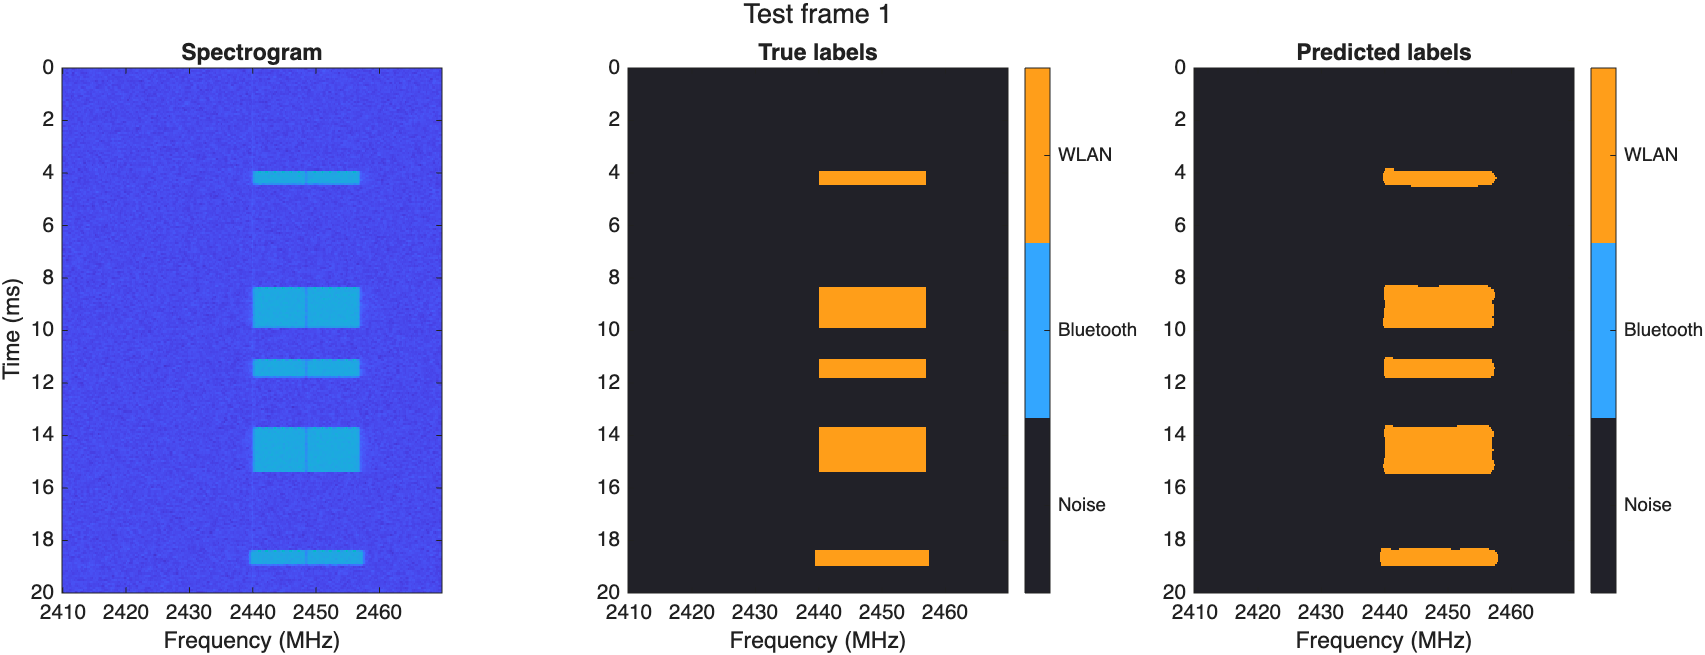 Test frame 1
Spectrogram
True labels
Predicted labels
0
2
4
6
8
10
12
14
16
18
20
Time (ms)
2410 2420 2430 2440 2450 2460
Frequency (MHz)
0
2
4
6
8
10
12
14
16
18
20
2410 2420 2430 2440 2450 2460
Frequency (MHz)
WLAN
Bluetooth
Noise
0
2
4
6
8
10
12
14
16
18
20
2410 2420 2430 2440 2450 2460
Frequency (MHz)
WLAN
Bluetooth
Noise